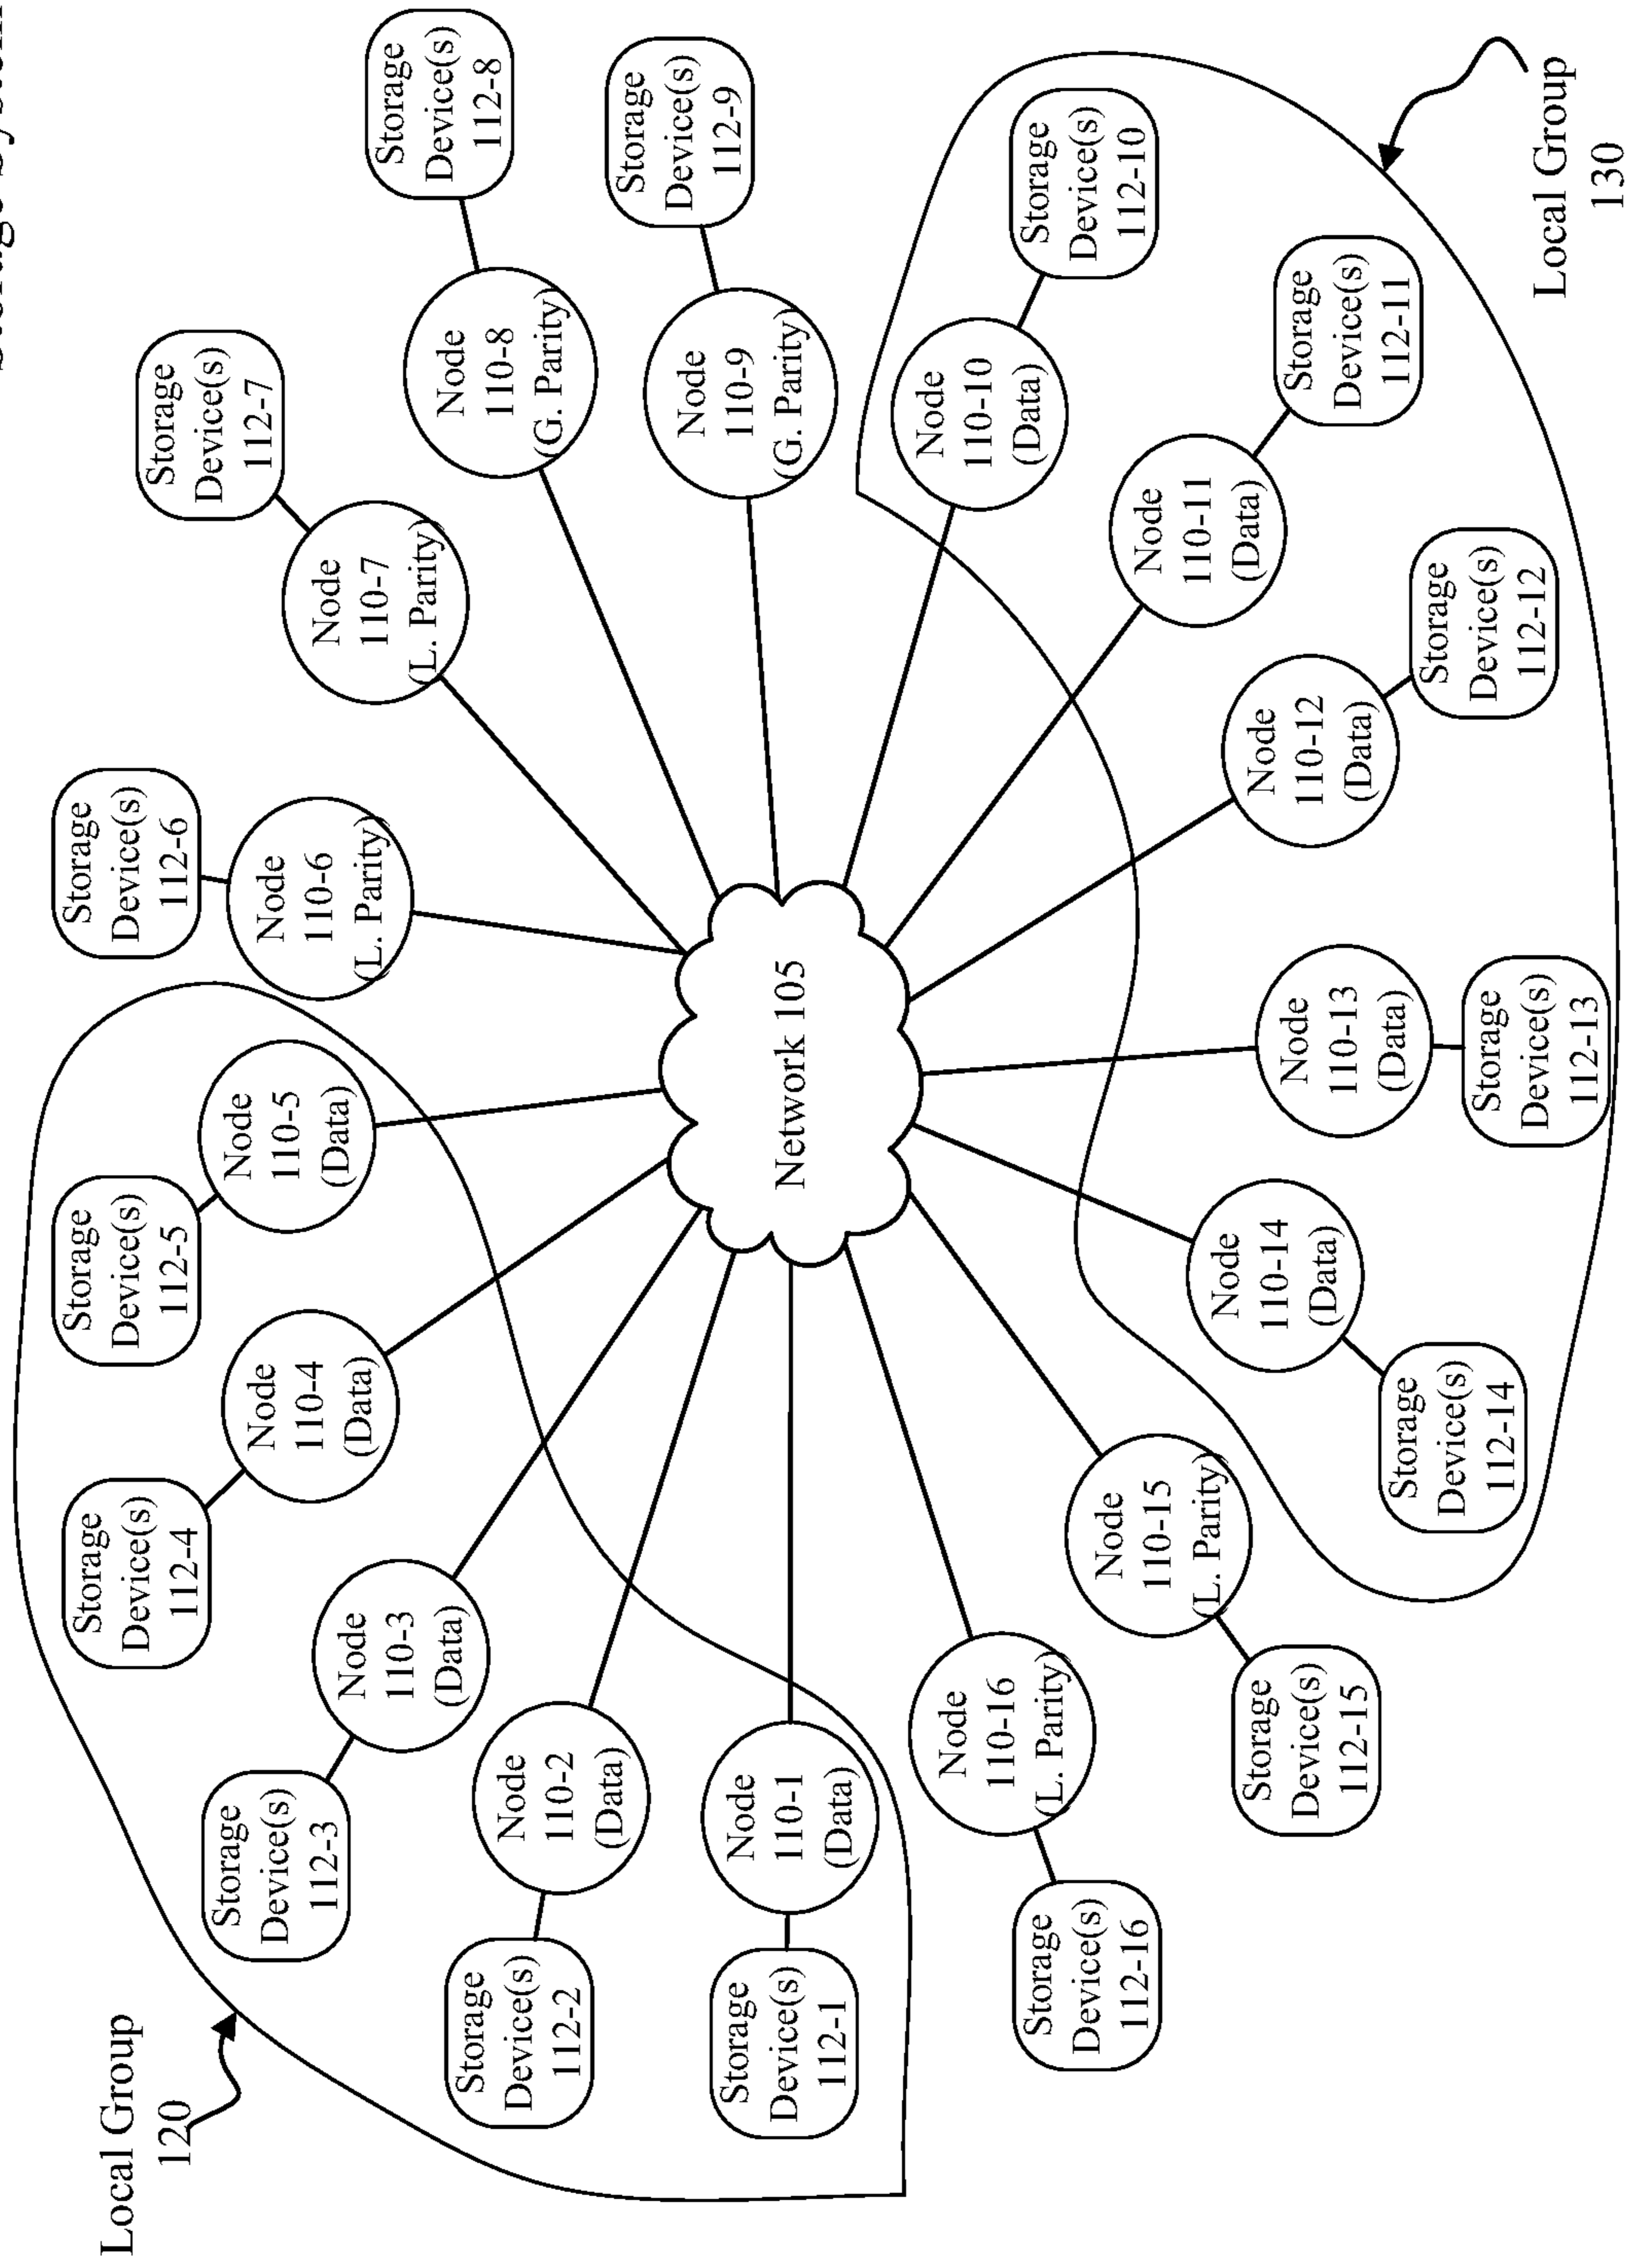 Local Group
120
Storage
Device(s)
112-1
Node
110-1
(Data)
Storage
Device(s)
112-2
Node
110-2
(Data)
Storage
Device(s)
112-3
Node
110-3
(Data)
Storage
Device(s)
112-4
Node
110-4
(Data)
Storage
Device(s)
112-5
Node
110-5
(Data)
Storage
Device(s)
112-6
Node
110-6
(L. Parity)
Storage
Device(s)
112-7
Node
110-7
(L. Parity)
Storage
Device(s)
112-8
Node
110-8
(G. Parity)
Storage
Device(s)
112-9
Node
110-9
(G. Parity)
Network 105
Node
110-10
(Data)
Storage
Device(s)
112-10
Node
110-11
(Data)
Storage
Device(s)
112-11
Node
110-12
(Data)
Storage
Device(s)
112-12
Node
110-13
(Data)
Storage
Device(s)
112-13
Node
110-14
(Data)
Storage
Device(s)
112-14
Node
110-15
(L. Parity)
Storage
Device(s)
112-15
Node
110-16
(L. Parity)
Storage
Device(s)
112-16
Local Group
130